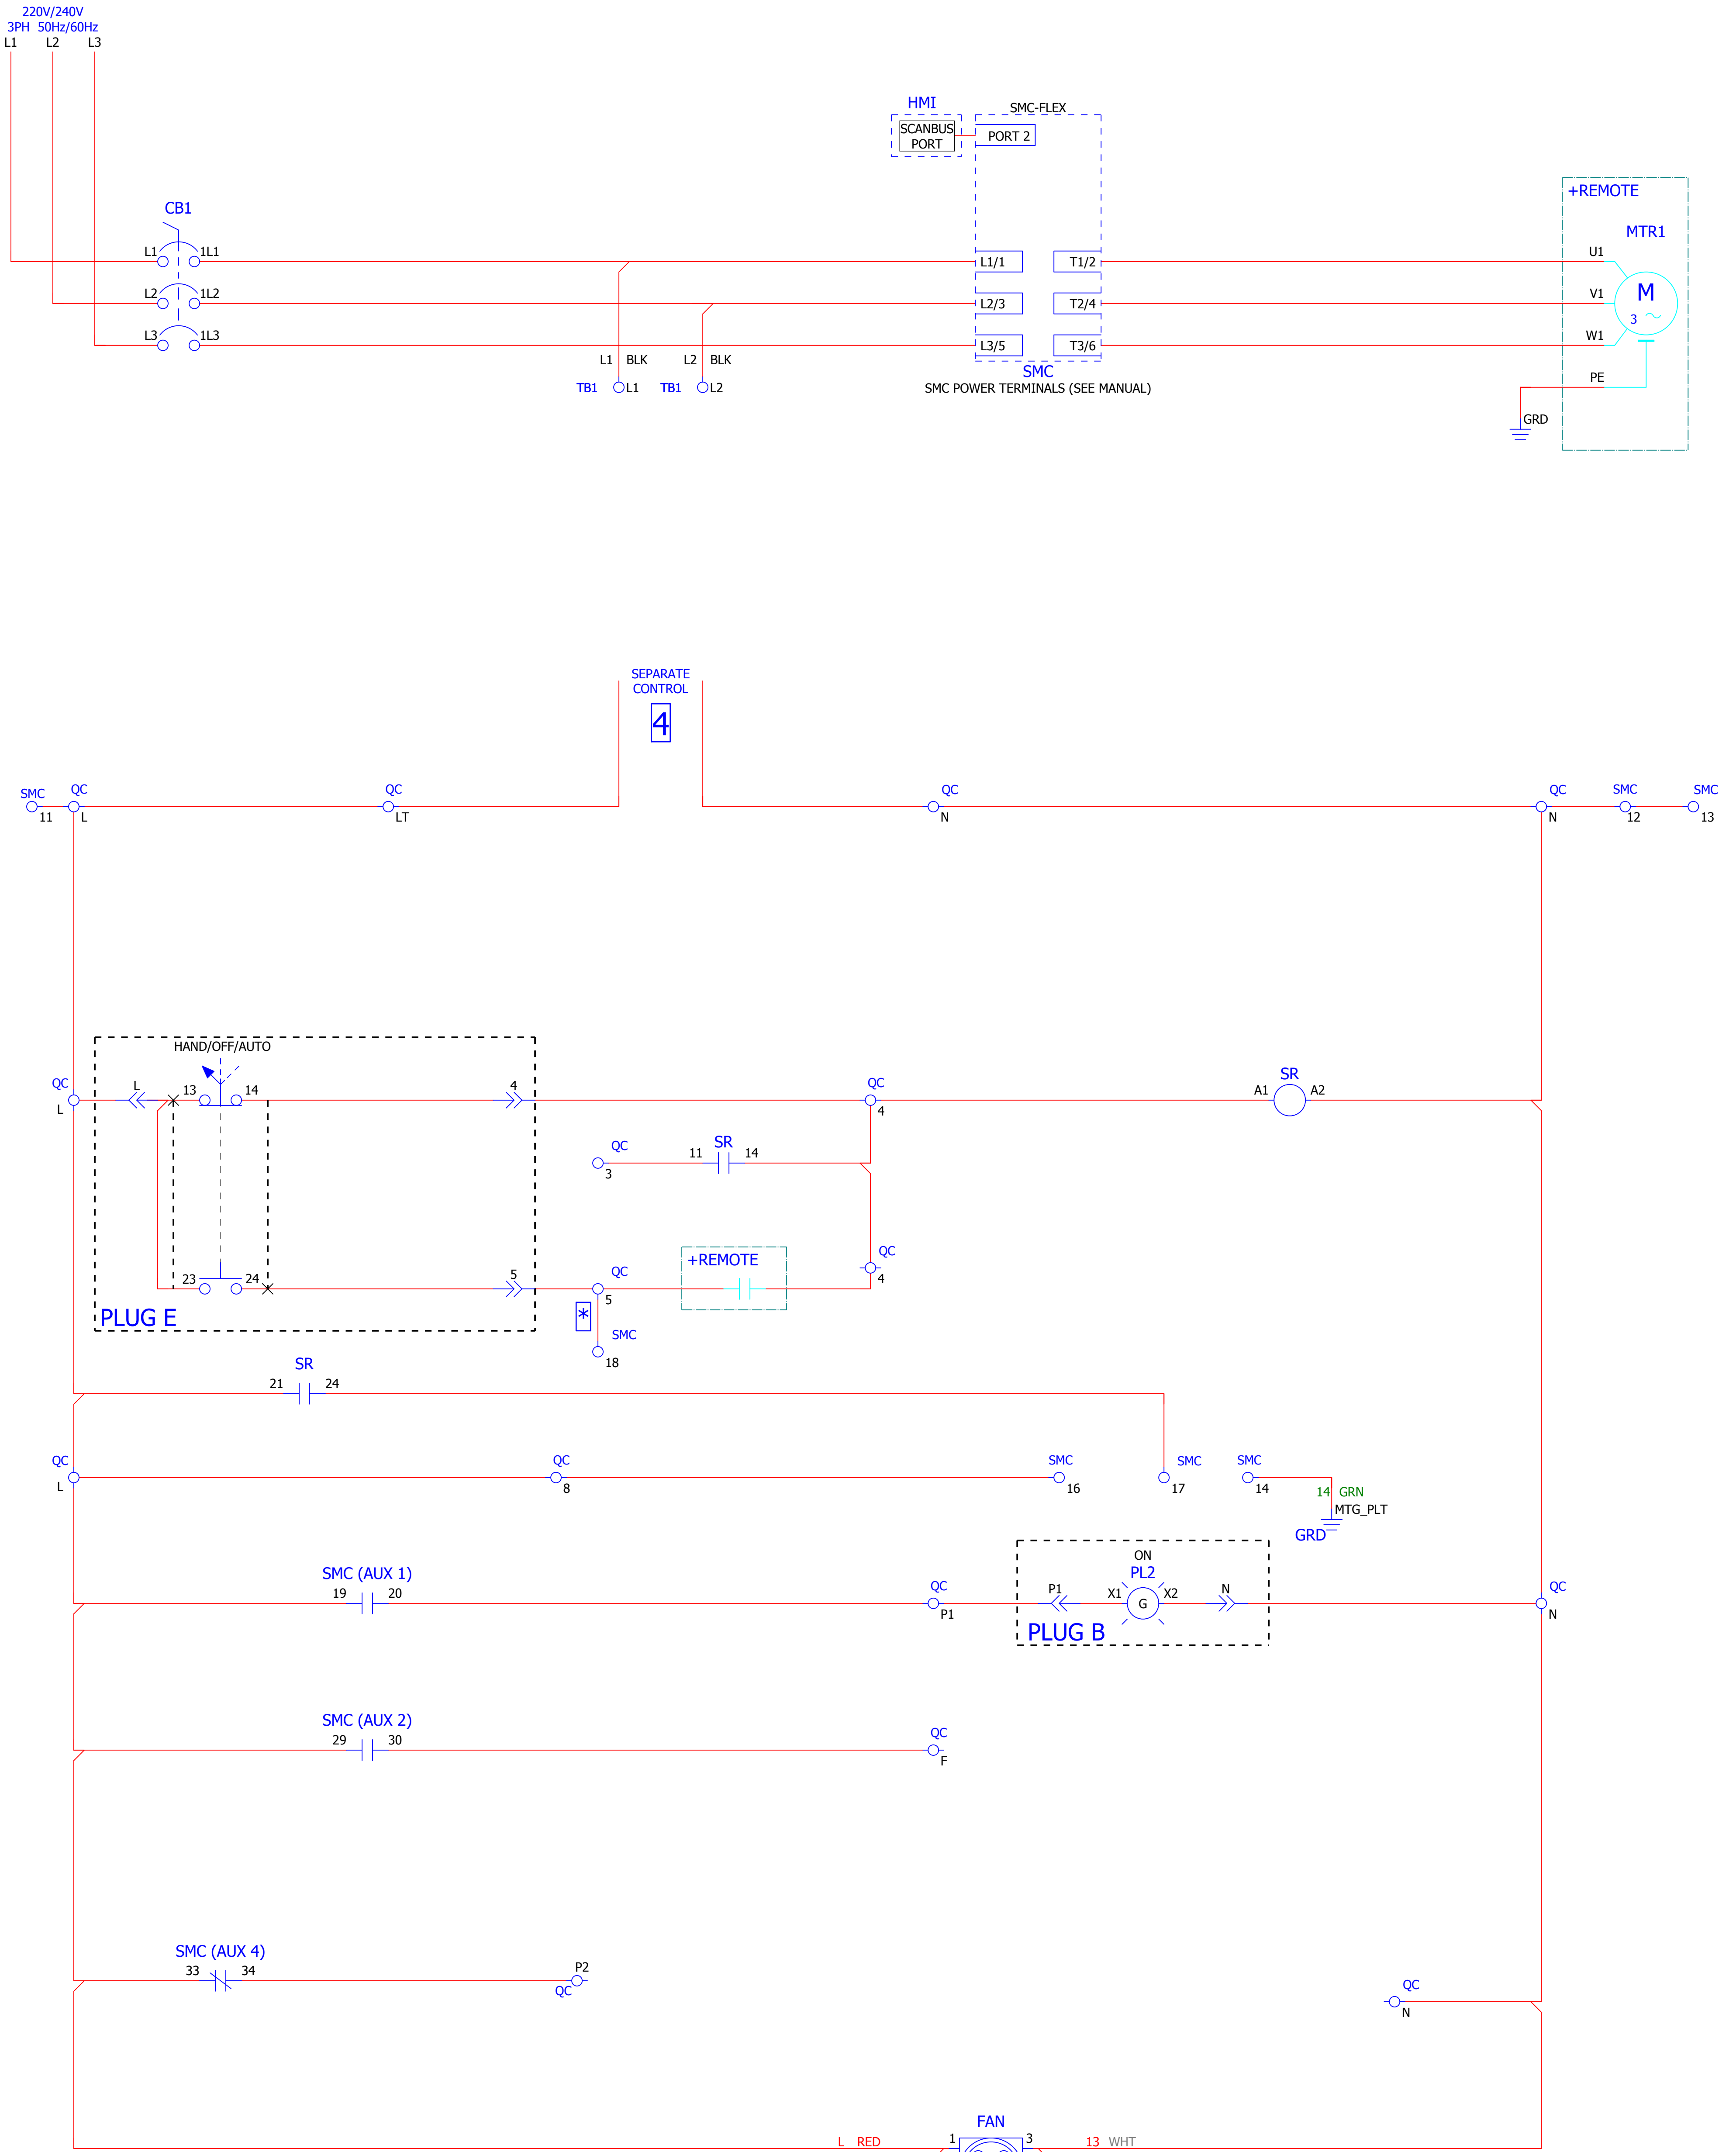 220V/240V
3PH 50Hz/60Hz
L1 L2 L3
HMI
SMC-FLEX
SCANBUS
PORT
PORT 2
+REMOTE
CB1
MTR1
L1 1L1
L1/1 T1/2
U1
L2 1L2
L2/3 T2/4
V1
M
3
L3 1L3
L3/5 T3/6
W1
L1 BLK L2 BLK
SMC
PE
TB1 L1 TB1 L2
SMC POWER TERMINALS (SEE MANUAL)
GRD
SEPARATE
CONTROL
4
SMC QC QC QC QC SMC SMC
11 L LT N N 12 13
HAND/OFF/AUTO
QC L 13 14 4 QC SR
A1 A2
L 4
QC SR
11 14
3
+REMOTE
QC
4
23 24 5 QC
5
PLUG E
*
SMC
18
SR
21 24
QC QC SMC SMC SMC
L 8 16 17 14
14 GRN
MTG_PLT
GRD
ON
SMC (AUX 1)
PL2
19 20 QC P1 X1 G X2 N QC
P1 N
PLUG B
SMC (AUX 2)
29 30 QC
F
SMC (AUX 4)
33 34 P2
QC
QC
N
FAN
L RED 1 3 13 WHT